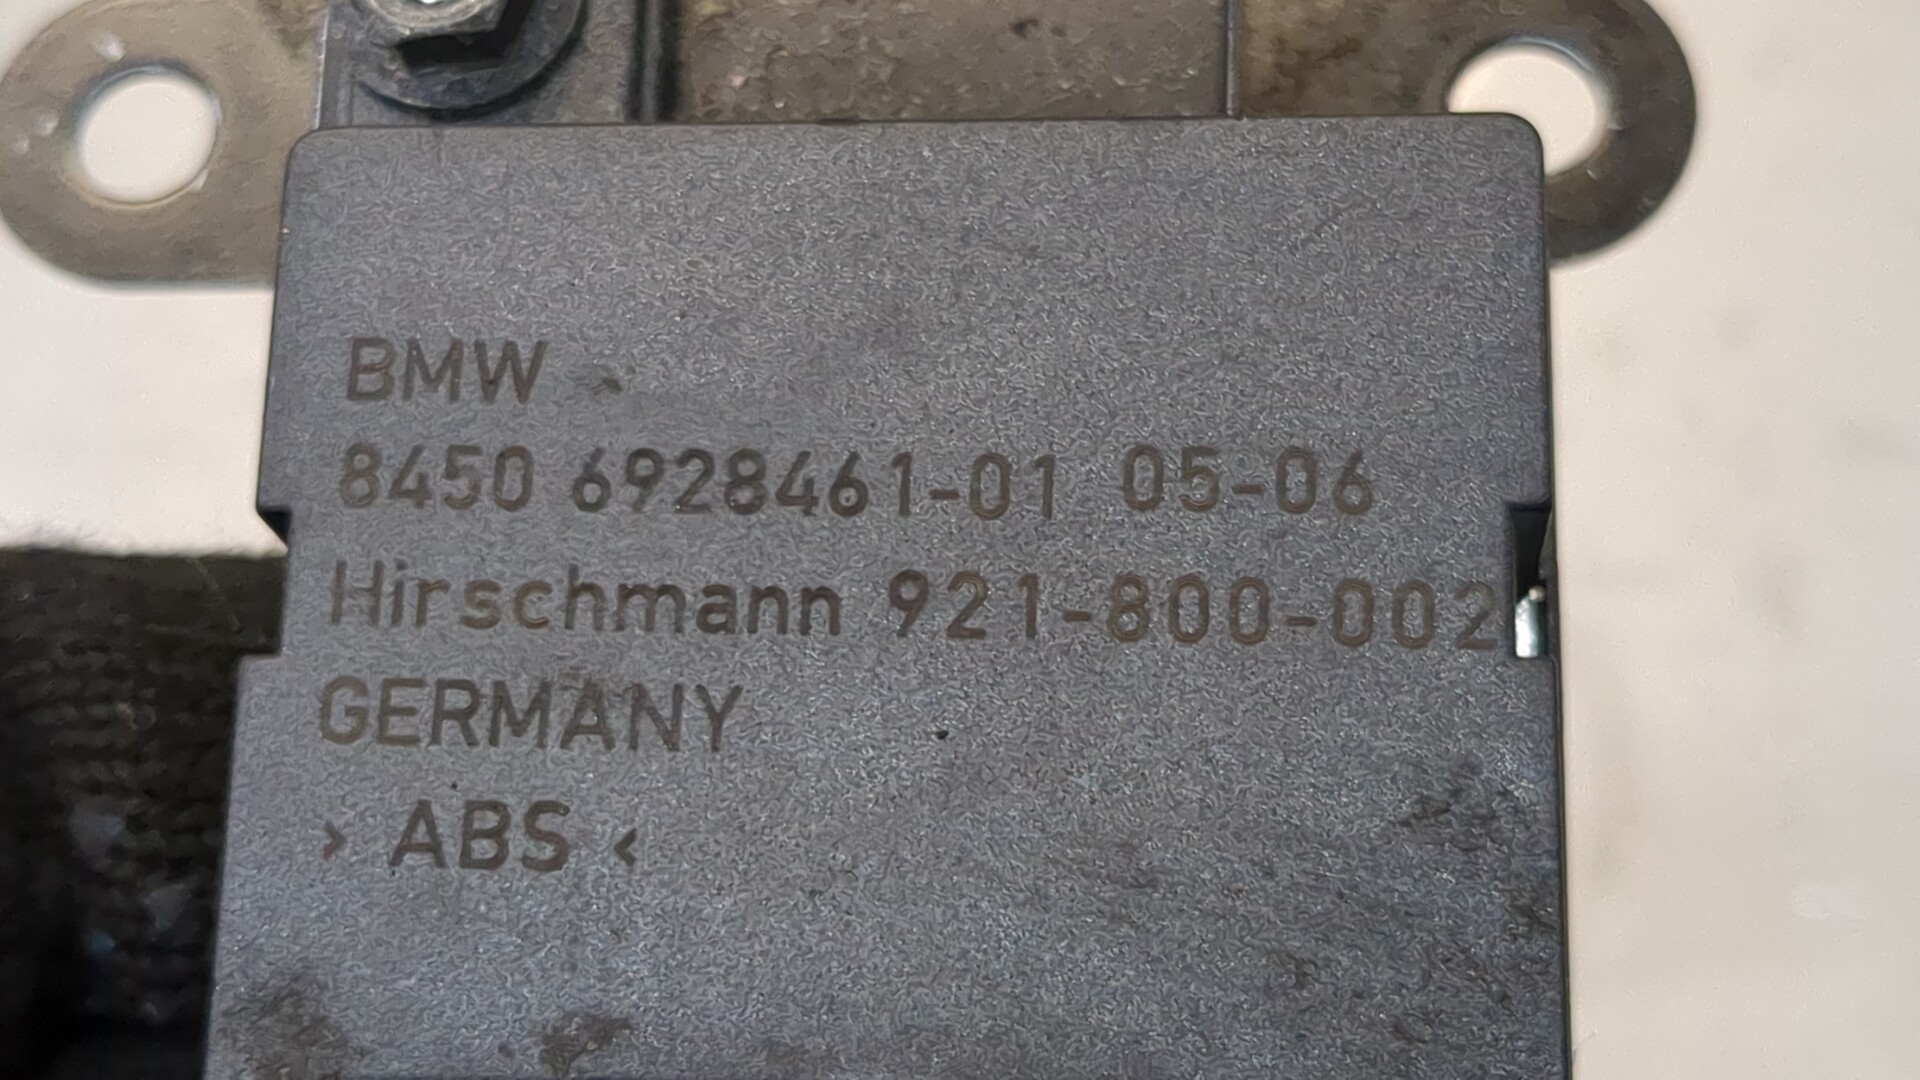 BMW
8450 6928461-01 05-06
Hirschmann 921-800-002
GERMANY
> ABS <